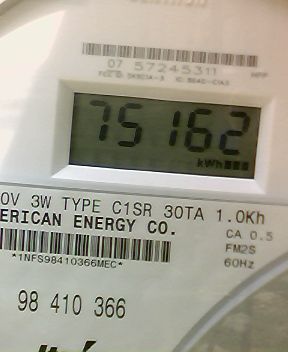 07 57245311
75162
kWh
0V 3W TYPE C1SR 30TA 1.0Kh
ERICAN ENERGY CO.
CA 0.5
FM2S
*1NFS98410366MEC*
60Hz
98 410 366